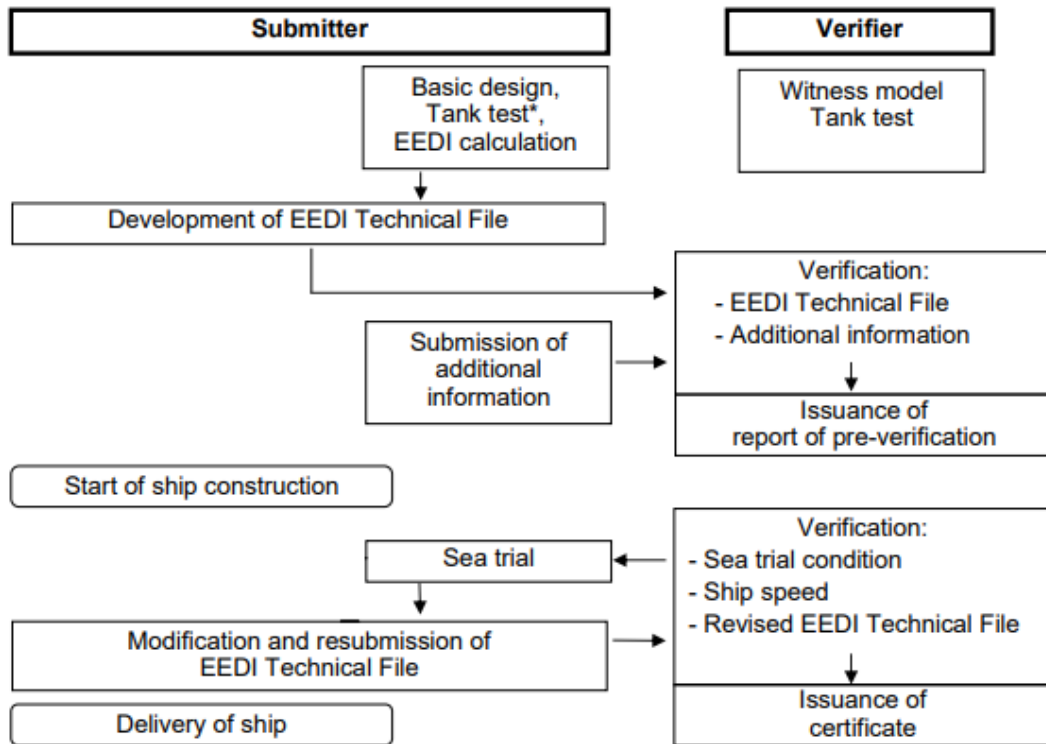 Submitter
Verifier
Basic design,
Tank test*,
EEDI calculation
Witness model
Tank test
Development of EEDI Technical File
Verification:
- EEDI Technical File
- Additional information
Submission of
additional
information
Issuance of
report of pre-verification
Start of ship construction
Verification:
- Sea trial condition
- Ship speed
- Revised EEDI Technical File
Sea trial
Modification and resubmission of
EEDI Technical File
Issuance of
certificate
Delivery of ship